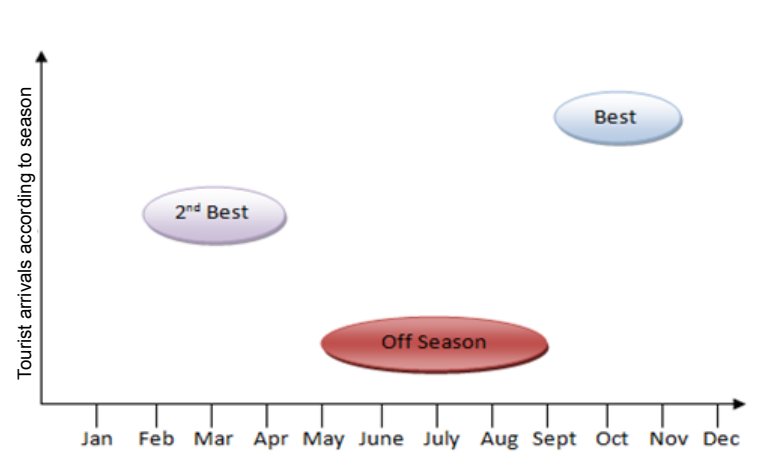 Tourist arrivals according to season
Best
2nd Best
Off Season
Jan Feb Mar Apr May June July Aug Sept Oct Nov Dec